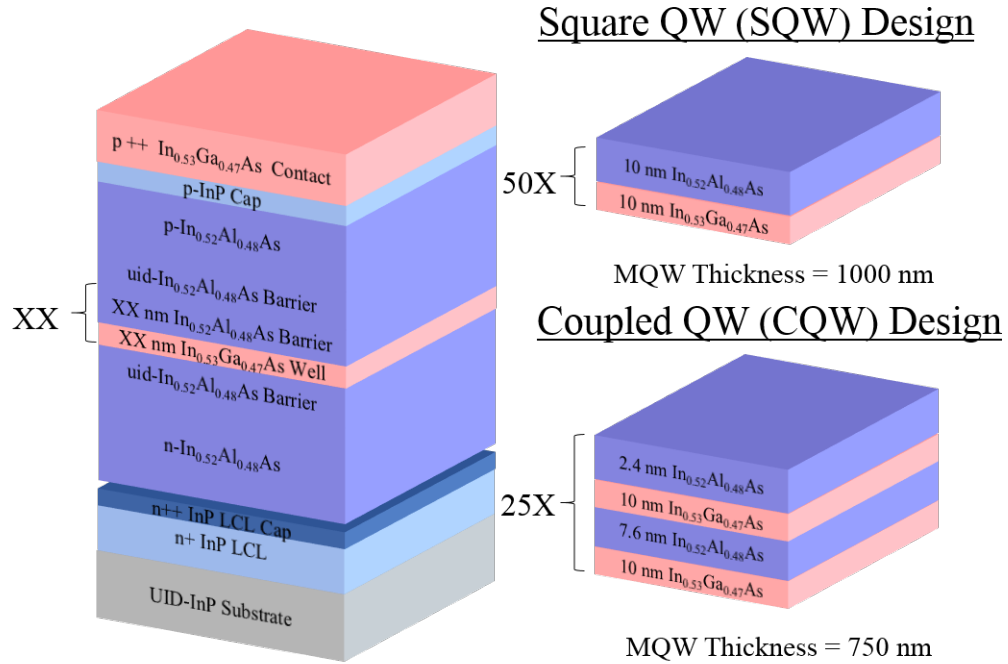 Square QW (SQW) Design
p ++ In0.53Ga0.47As Contact
p-InP Cap
p-In0.52Al0.48As
uid-In0.52Al0.48As Barrier
XX
XX nm In0.52Al0.48As Barrier
XX nm In0.53Ga0.47As Well
uid-In0.52Al0.48As Barrier
n-In0.52Al0.48As
n++ InP LCL Cap
n+ InP LCL
UID-InP Substrate
50X
10 nm In0.52Al0.48As
10 nm In0.53Ga0.47As
MQW Thickness = 1000 nm
Coupled QW (CQW) Design
25X
2.4 nm In0.52Al0.48As
10 nm In0.53Ga0.47As
7.6 nm In0.52Al0.48As
10 nm In0.53Ga0.47As
MQW Thickness = 750 nm